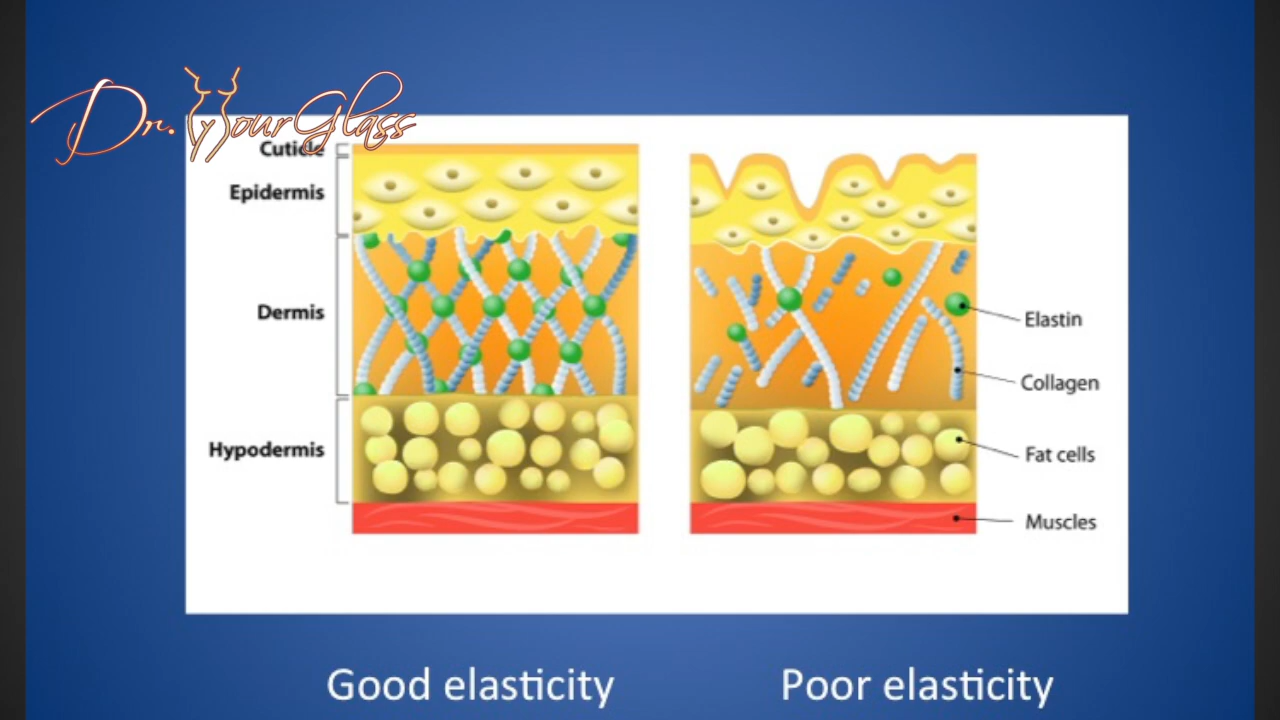 Dr. HourGlass
Cuticle
Epidermis
Dermis
Hypodermis
Elastin
Collagen
Fat cells
Muscles
Good elasticity
Poor elasticity